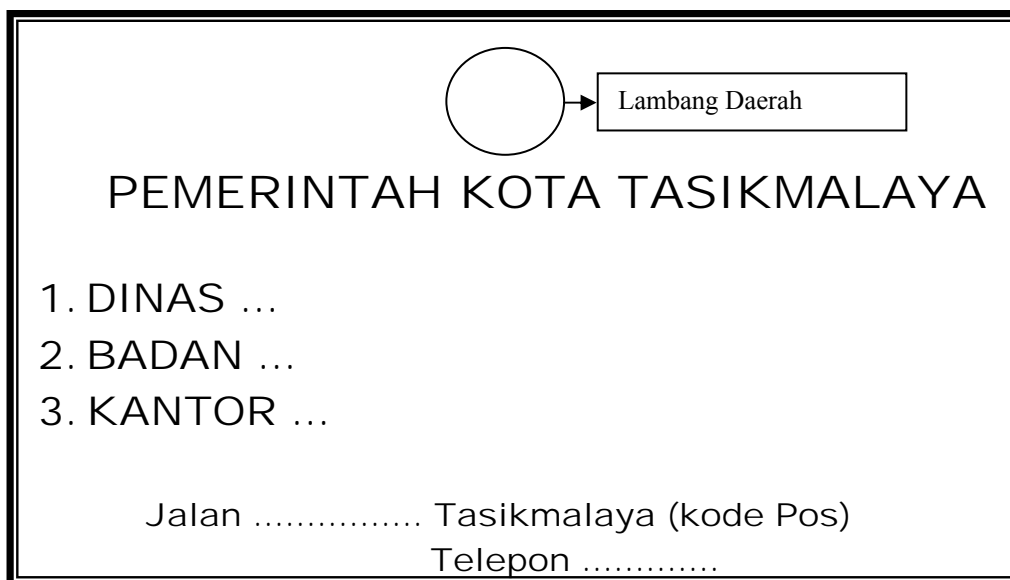 Lambang Daerah
PEMERINTAH KOTA TASIKMALAYA
1. DINAS ...
2. BADAN ...
3. KANTOR ...
Jalan ................ Tasikmalaya (kode Pos)
Telepon .............